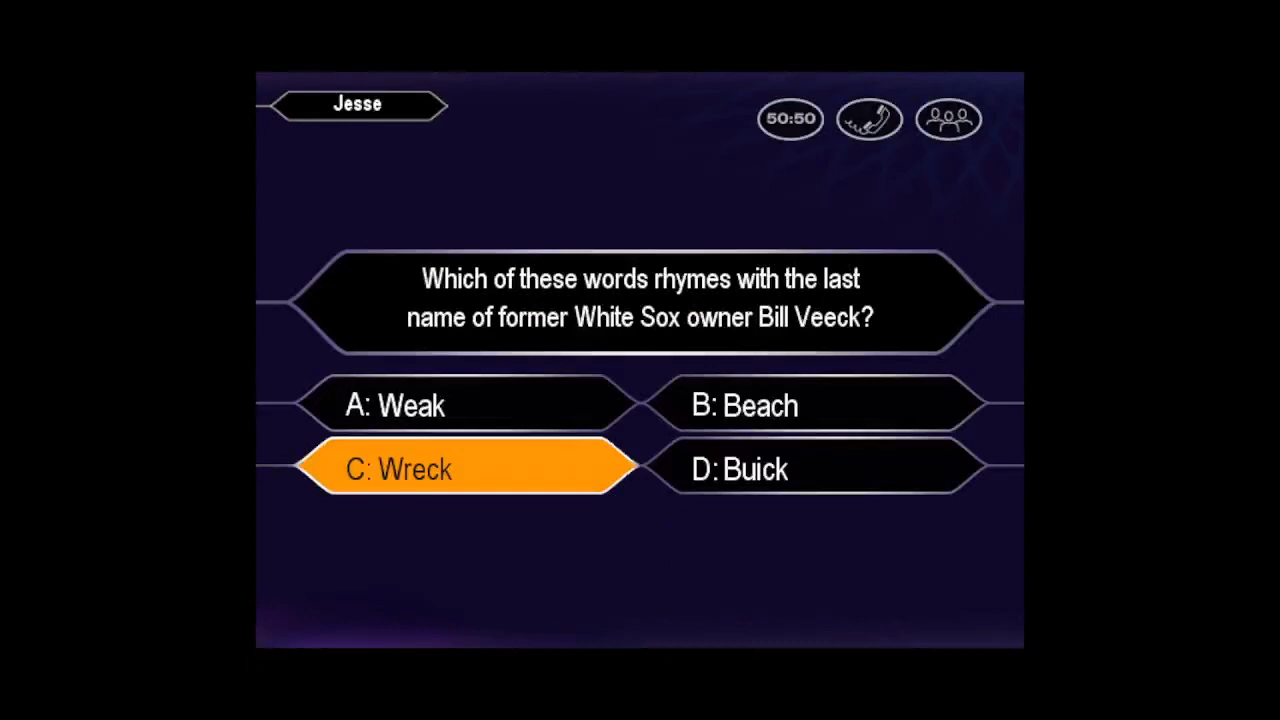 Jesse
50:50
Which of these words rhymes with the last
name of former White Sox owner Bill Veeck?
A: Weak
B: Beach
C: Wreck
D: Buick